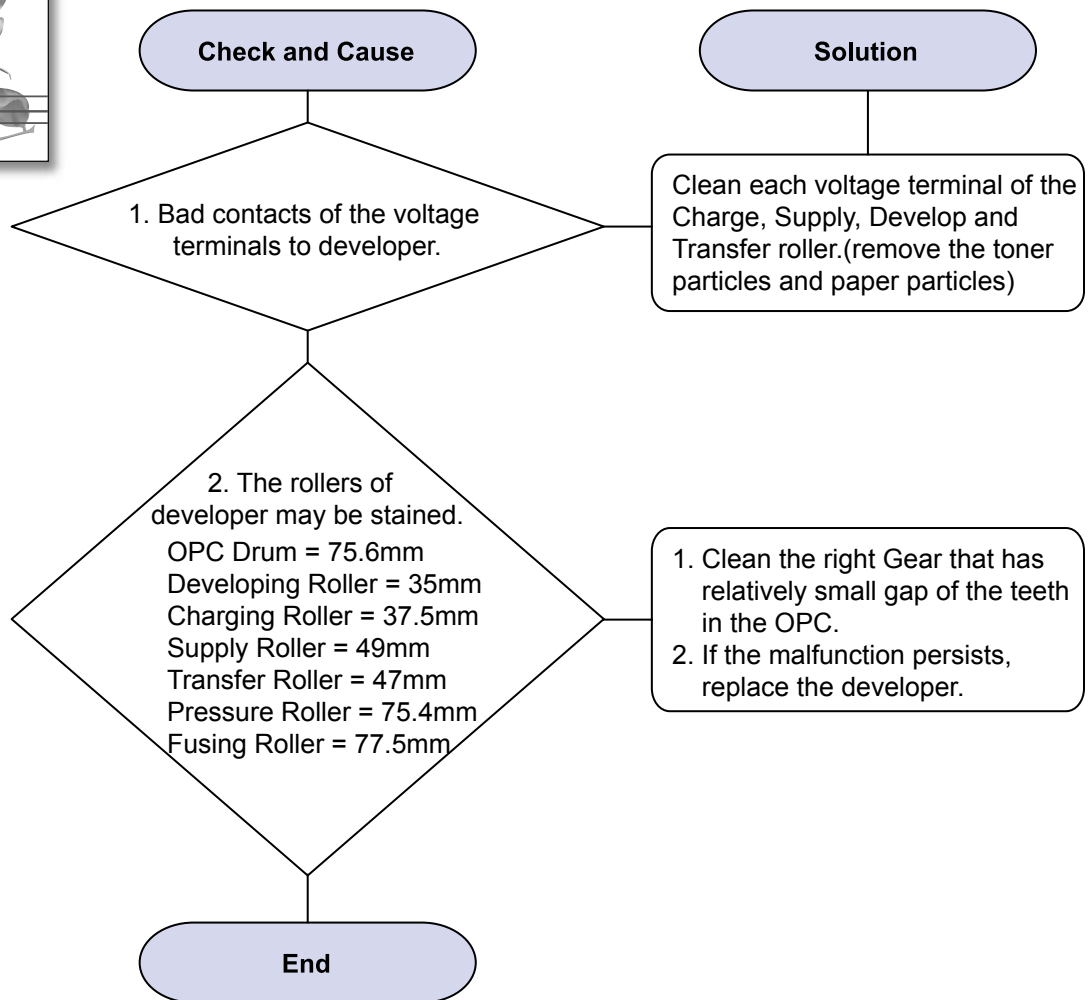 Check and Cause
Solution
1. Bad contacts of the voltage
terminals to developer.
Clean each voltage terminal of the
Charge, Supply, Develop and
Transfer roller.(remove the toner
particles and paper particles)
2. The rollers of
developer may be stained.
OPC Drum = 75.6mm
Developing Roller = 35mm
Charging Roller = 37.5mm
Supply Roller = 49mm
Transfer Roller = 47mm
Pressure Roller = 75.4mm
Fusing Roller = 77.5mm
1. Clean the right Gear that has
relatively small gap of the teeth
in the OPC.
2. If the malfunction persists,
replace the developer.
End